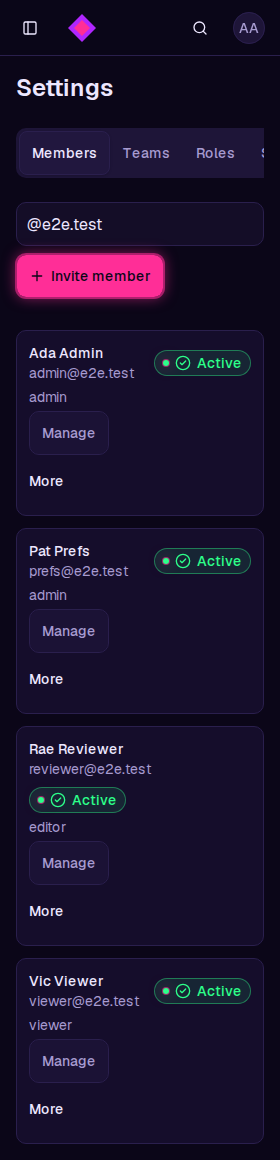 AA
Settings
Members Teams Roles
@e2e.test
+ Invite member
Ada Admin
admin@e2e.test
Active
admin
Manage
More
Pat Prefs
prefs@e2e.test
Active
admin
Manage
More
Rae Reviewer
reviewer@e2e.test
Active
editor
Manage
More
Vic Viewer
viewer@e2e.test
Active
viewer
Manage
More